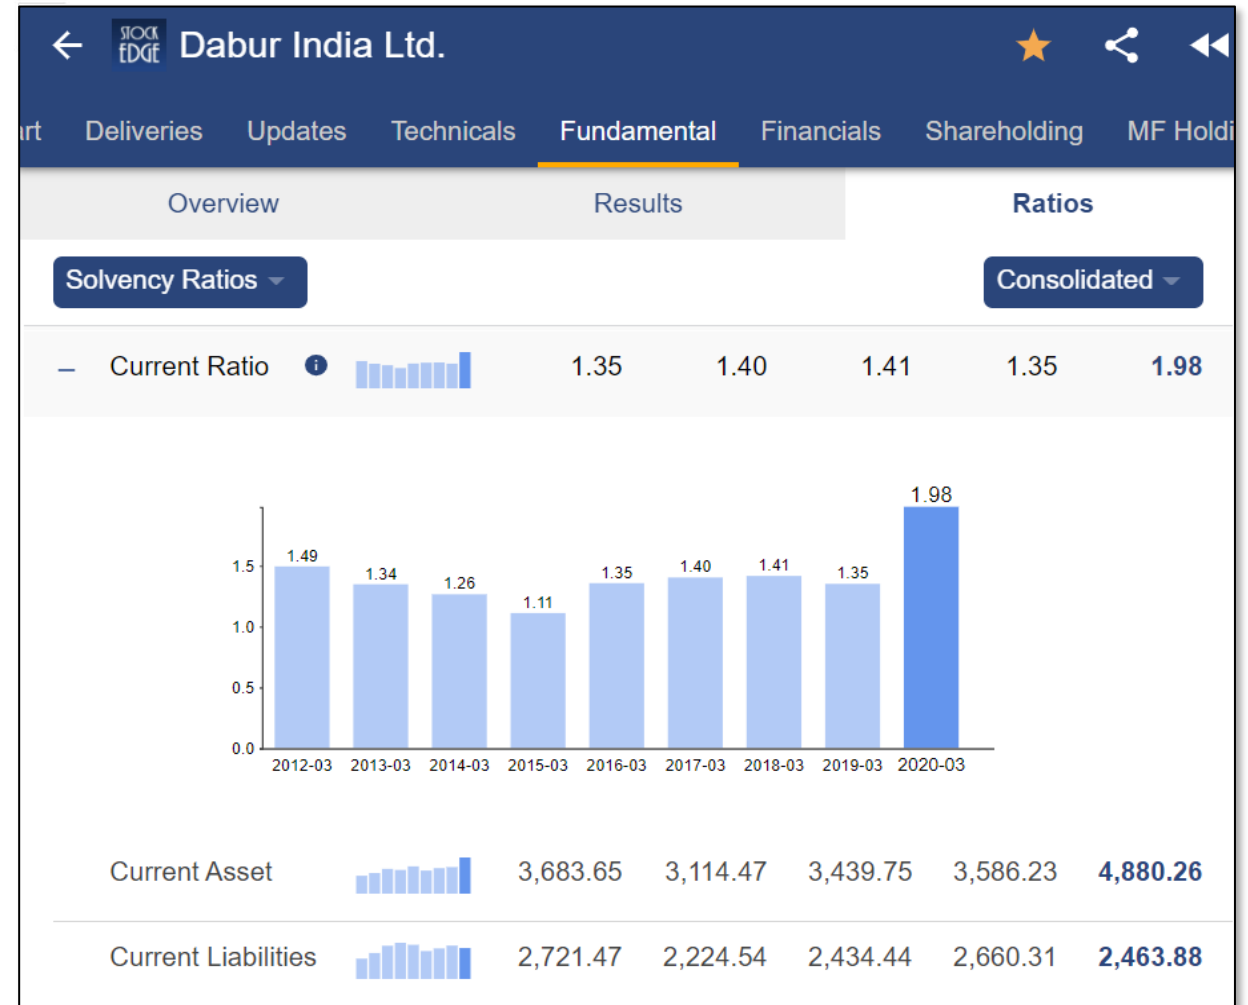 STOCK EDGE Dabur India Ltd.
art Deliveries Updates Technicals Fundamental Financials Shareholding MF Holdi
Overview Results Ratios
Solvency Ratios Consolidated
Current Ratio i 1.35 1.40 1.41 1.35 1.98
1.98
1.5 1.49 1.34 1.26 1.11 1.35 1.40 1.41 1.35
1.0
0.5
0.0
2012-03 2013-03 2014-03 2015-03 2016-03 2017-03 2018-03 2019-03 2020-03
Current Asset 3,683.65 3,114.47 3,439.75 3,586.23 4,880.26
Current Liabilities 2,721.47 2,224.54 2,434.44 2,660.31 2,463.88